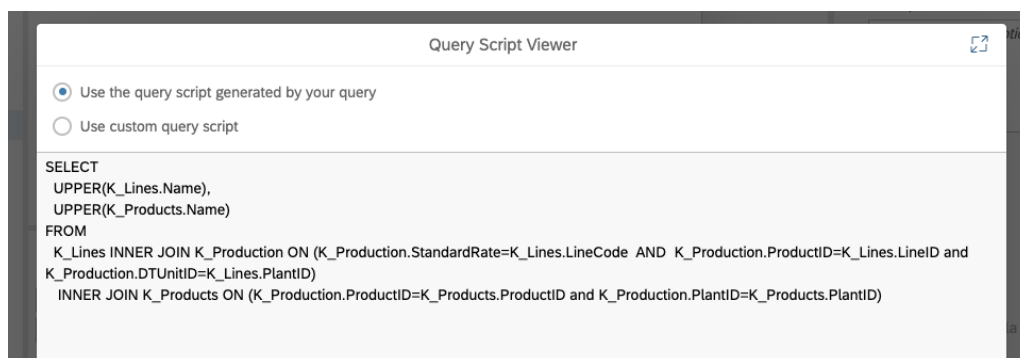 Query Script Viewer
Use the query script generated by your query
Use custom query script
SELECT
UPPER(K_Lines.Name),
UPPER(K_Products.Name)
FROM
K_Lines INNER JOIN K_Production ON (K_Production.StandardRate=K_Lines.LineCode AND K_Production.ProductID=K_Lines.LineID and
K_Production.DTUnitID=K_Lines.PlantID)
INNER JOIN K_Products ON (K_Production.ProductID=K_Products.ProductID and K_Production.PlantID=K_Products.PlantID)